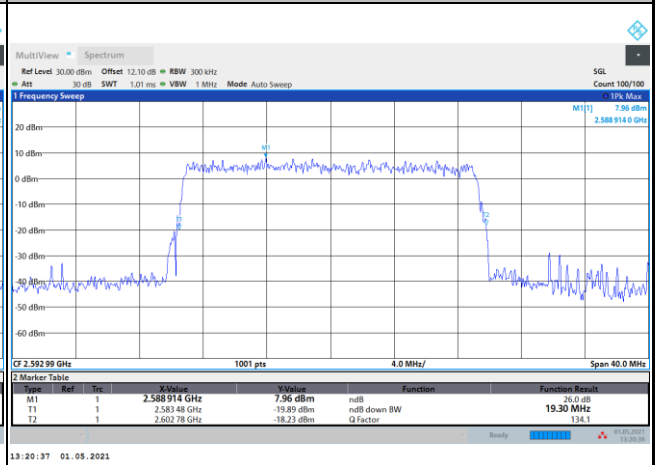 MultiView Spectrum
Ref Level 30.00 dBm Offset 12.10 dB RBW 300 kHz SGL
Att 30 dB SWT 1.01 ms VBW 1 MHz Mode Auto Sweep Count 100/100
1 Frequency Sweep 1Pk Max
M1[1] 7.96 dBm
2.588 914 0 GHz
20 dBm
M1
10 dBm
0 dBm
-10 dBm
T1 T2
-20 dBm
-30 dBm
-40 dBm
-50 dBm
-60 dBm
CF 2.592 99 GHz 1001 pts 4.0 MHz/ Span 40.0 MHz
2 Marker Table
Type Ref Trc X-Value Y-Value Function Function Result
M1 1 2.588 914 GHz 7.96 dBm ndB 26.0 dB
T1 1 2.583 48 GHz -19.89 dBm ndB down BW 19.30 MHz
T2 1 2.602 78 GHz -18.23 dBm Q Factor 134.1
Ready 01.05.2021
13:20:36
13:20:37 01.05.2021